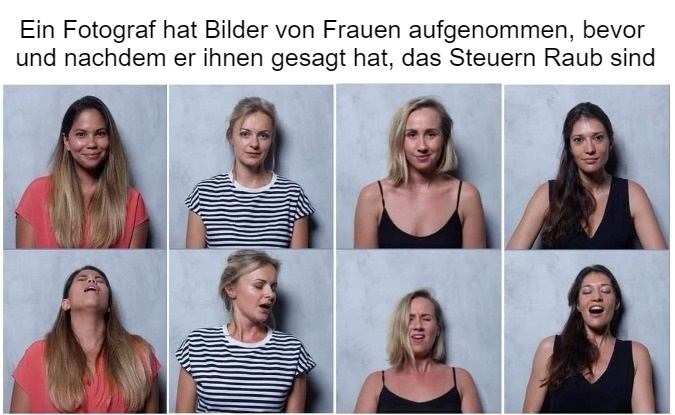 Ein Fotograf hat Bilder von Frauen aufgenommen, bevor
und nachdem er ihnen gesagt hat, das Steuern Raub sind